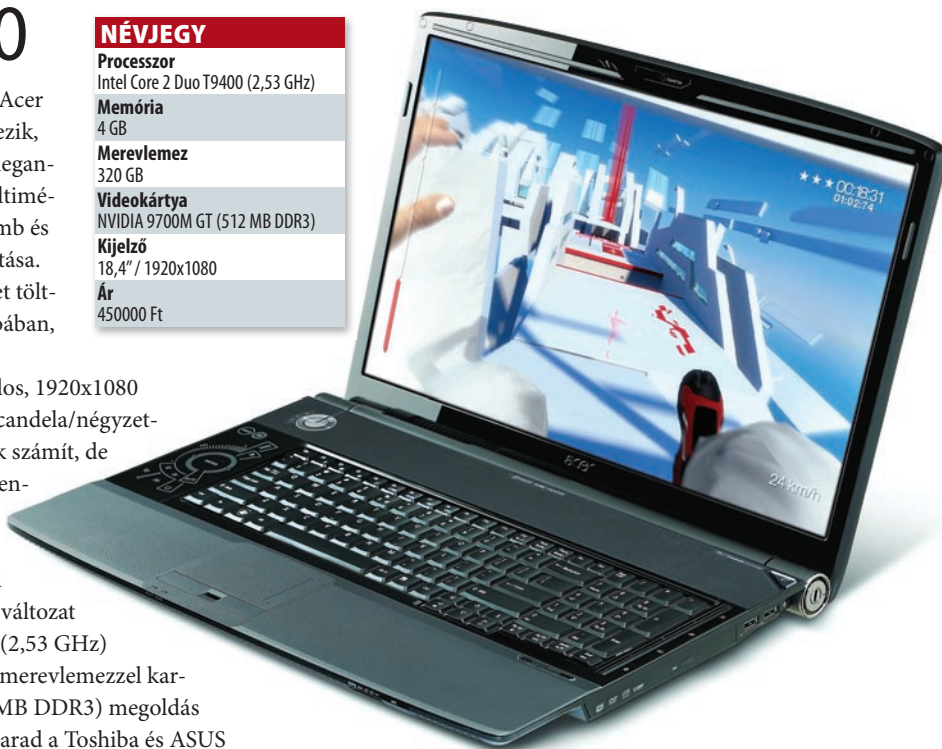 0
NÉVJEGY
Processzor
Intel Core 2 Duo T9400 (2,53 GHz)
Memória
4 GB
Merevlemez
320 GB
Videokártya
NVIDIA 9700M GT (512 MB DDR3)
Kijelző
18,4” / 1920x1080
Ár
450000 Ft
Acer
ezik,
legan-
ltimé-
mb és
tása.
et tölt-
pában,
los, 1920x1080
candela/négyzet-
k számít, de
en-
változat
(2,53 GHz)
merevlemezzel kar-
MB DDR3) megoldás
arad a Toshiba és ASUS
00:18:31
01:02:74
24 km/h
acer